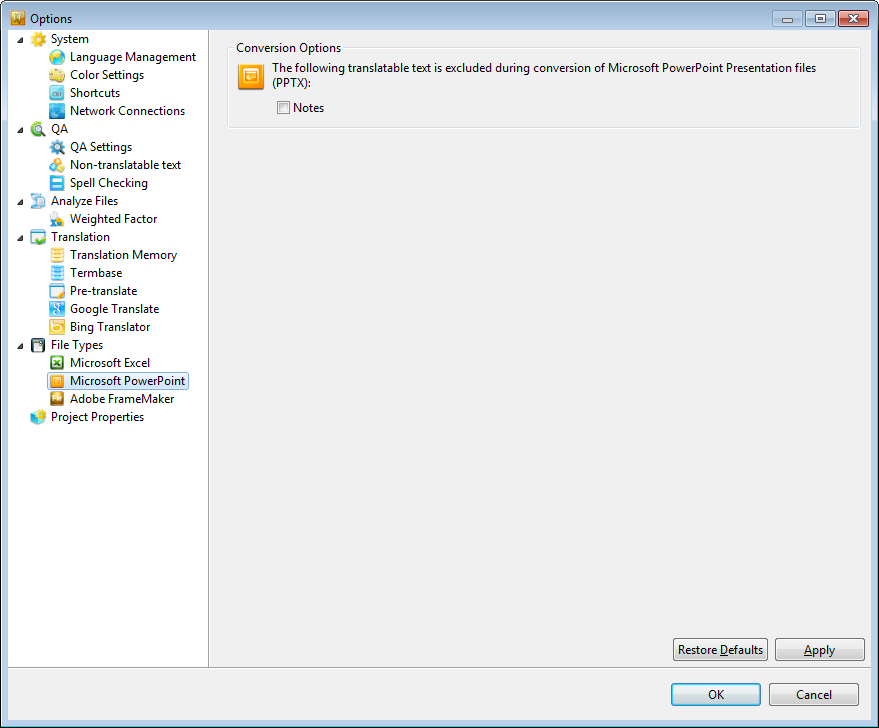 Options
System
Language Management
Color Settings
Shortcuts
Network Connections
QA
QA Settings
Non-translatable text
Spell Checking
Analyze Files
Weighted Factor
Translation
Translation Memory
Termbase
Pre-translate
Google Translate
Bing Translator
File Types
Microsoft Excel
Microsoft PowerPoint
Adobe FrameMaker
Project Properties
Conversion Options
The following translatable text is excluded during conversion of Microsoft PowerPoint Presentation files
(PPTX):
Notes
Restore Defaults Apply
OK Cancel